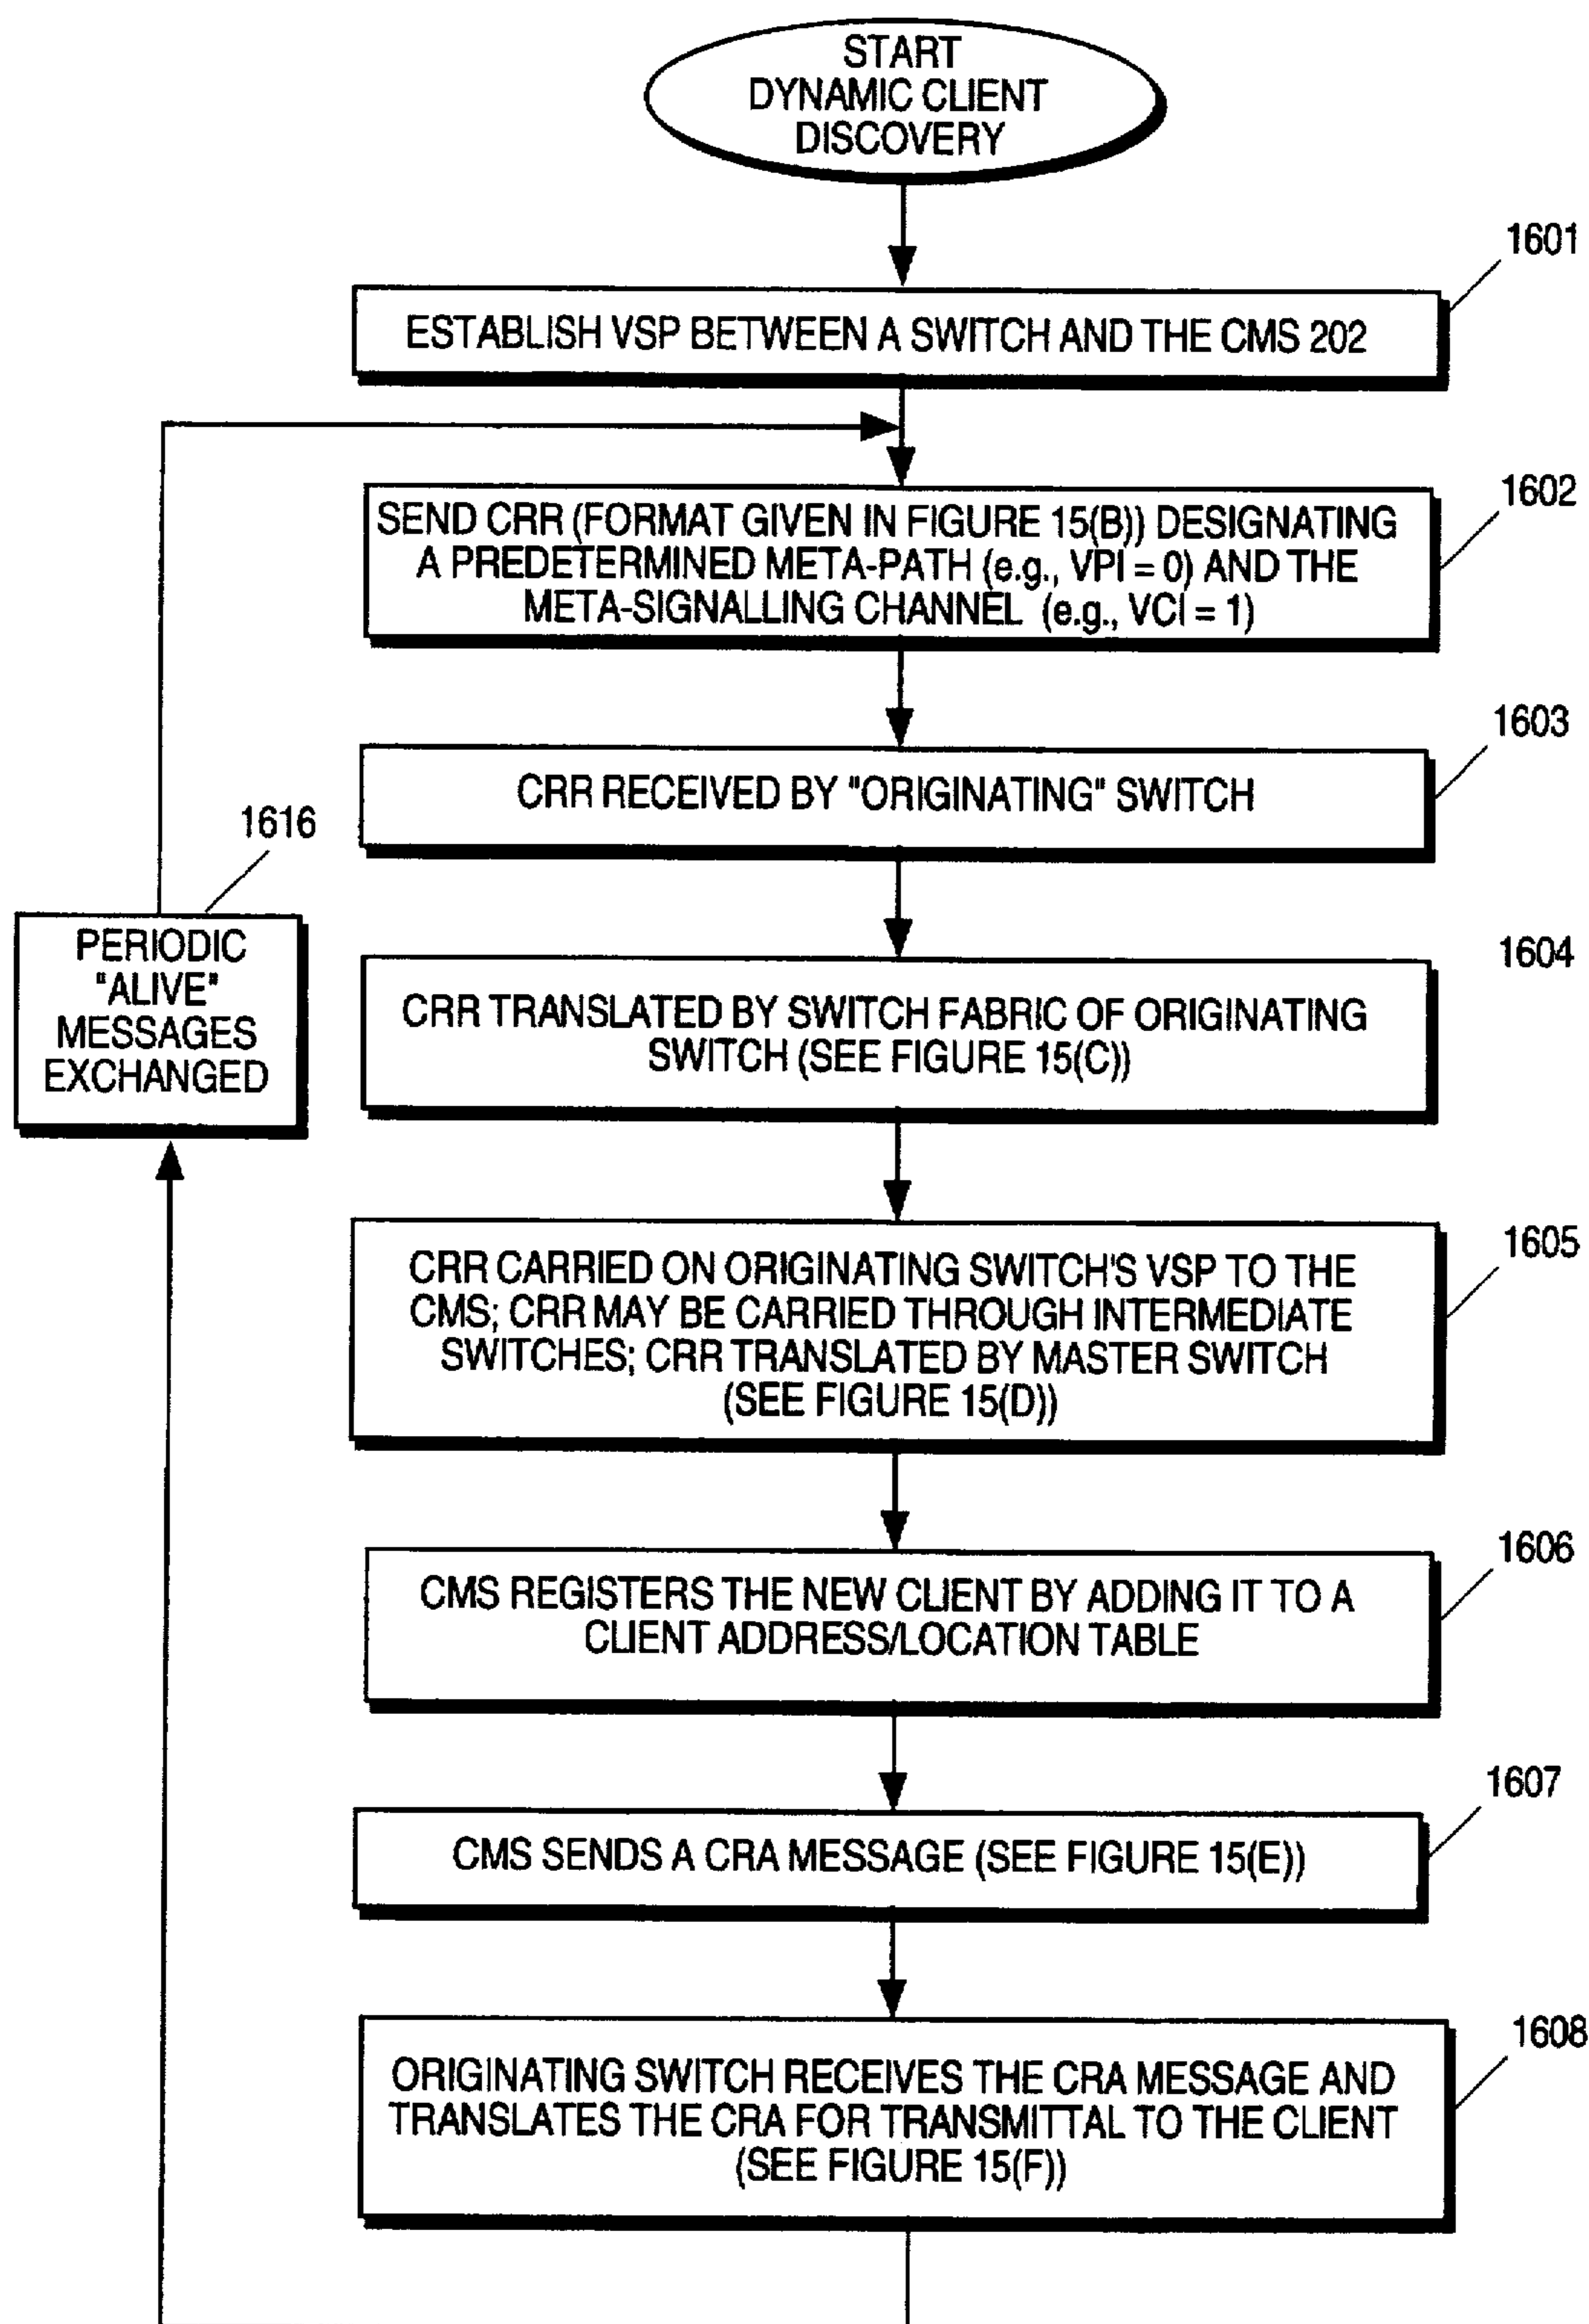 START
DYNAMIC CLIENT
DISCOVERY
1601
ESTABLISH VSP BETWEEN A SWITCH AND THE CMS 202
1602
SEND CRR (FORMAT GIVEN IN FIGURE 15(B)) DESIGNATING
A PREDETERMINED META-PATH (e.g., VPI = 0) AND THE
META-SIGNALLING CHANNEL (e.g., VCI = 1)
1603
CRR RECEIVED BY "ORIGINATING" SWITCH
1616
PERIODIC
"ALIVE"
MESSAGES
EXCHANGED
1604
CRR TRANSLATED BY SWITCH FABRIC OF ORIGINATING
SWITCH (SEE FIGURE 15(C))
1605
CRR CARRIED ON ORIGINATING SWITCH'S VSP TO THE
CMS; CRR MAY BE CARRIED THROUGH INTERMEDIATE
SWITCHES; CRR TRANSLATED BY MASTER SWITCH
(SEE FIGURE 15(D))
1606
CMS REGISTERS THE NEW CLIENT BY ADDING IT TO A
CLIENT ADDRESS/LOCATION TABLE
1607
CMS SENDS A CRA MESSAGE (SEE FIGURE 15(E))
1608
ORIGINATING SWITCH RECEIVES THE CRA MESSAGE AND
TRANSLATES THE CRA FOR TRANSMITTAL TO THE CLIENT
(SEE FIGURE 15(F))